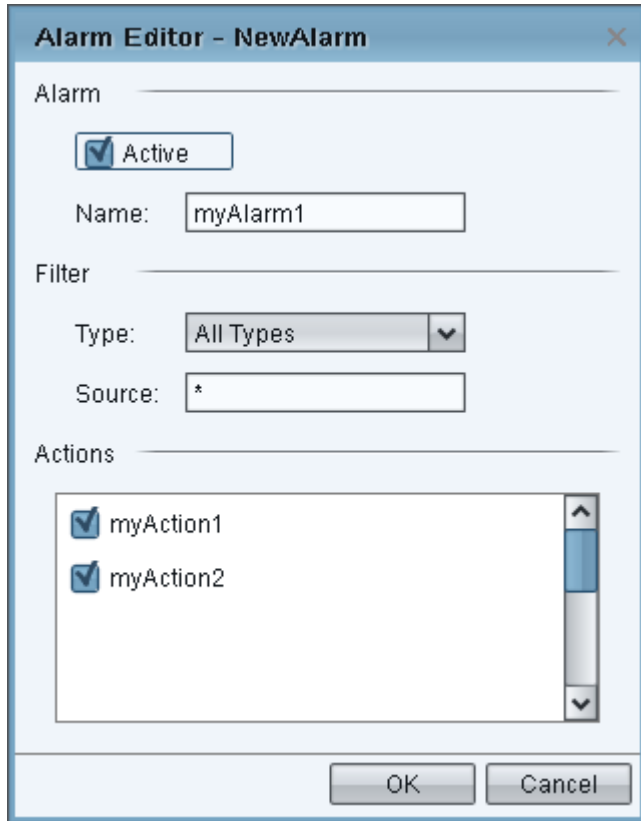 Alarm Editor - NewAlarm
Alarm
Active
Name: myAlarm1
Filter
Type: All Types
Source: *
Actions
myAction1
myAction2
OK Cancel